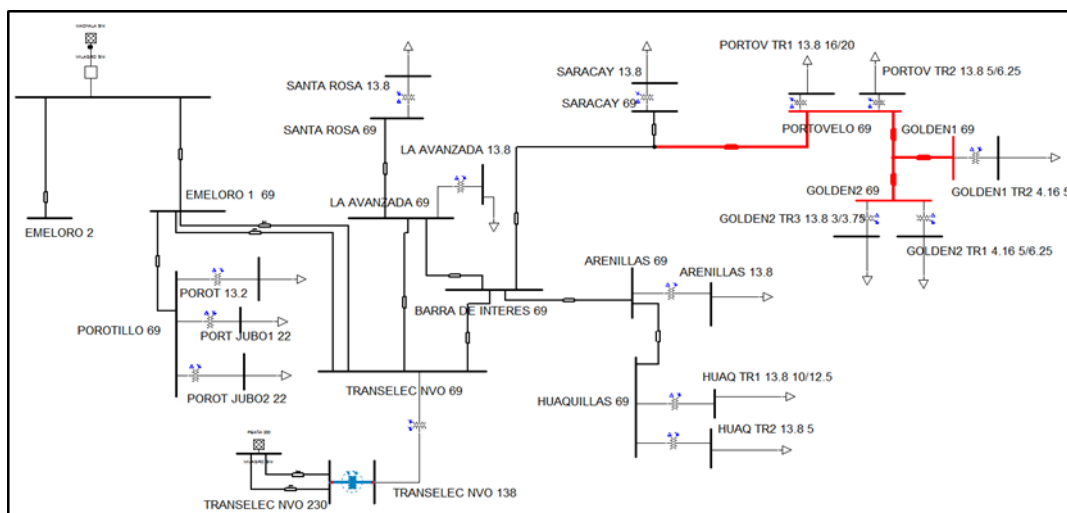 MACHALA SNI
MILAGRO SNI
SANTA ROSA 13.8
SANTA ROSA 69
LA AVANZADA 13.8
LA AVANZADA 69
SARACAY 13.8
SARACAY 69
PORTOV TR1 13.8 16/20
PORTOV TR2 13.8 5/6.25
PORTOVELO 69
GOLDEN1 69
GOLDEN1 TR2 4.16 5
GOLDEN2 69
GOLDEN2 TR3 13.8 3/3.75
GOLDEN2 TR1 4.16 5/6.25
EMELORO 1 69
EMELORO 2
POROT 13.2
POROTILLO 69
PORT JUBO1 22
POROT JUBO2 22
BARRA DE INTERES 69
ARENILLAS 69
ARENILLAS 13.8
TRANSELEC NVO 69
HUAQUILLAS 69
HUAQ TR1 13.8 10/12.5
HUAQ TR2 13.8 5
TRANSELEC NVO 138
TRANSELEC NVO 230